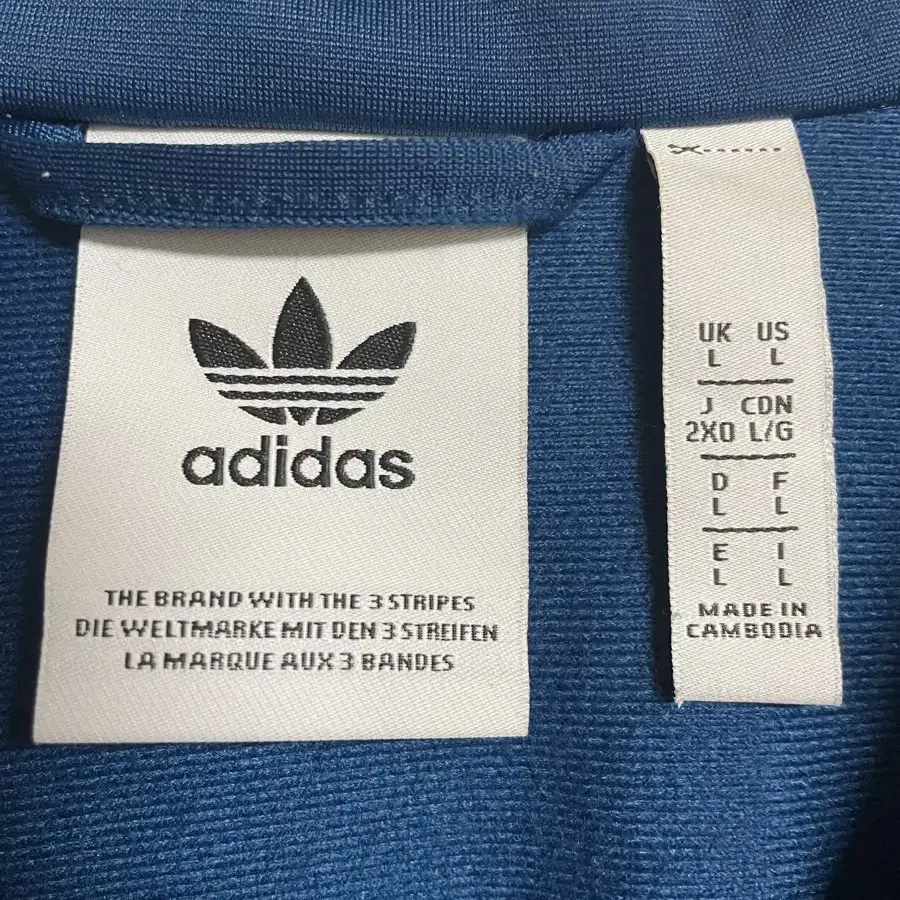 adidas
THE BRAND WITH THE 3 STRIPES
DIE WELTMARKE MIT DEN 3 STREIFEN
LA MARQUE AUX 3 BANDES
UK US
L L
J CDN
2XO L/G
D F
L L
E I
L L
MADE IN
CAMBODIA